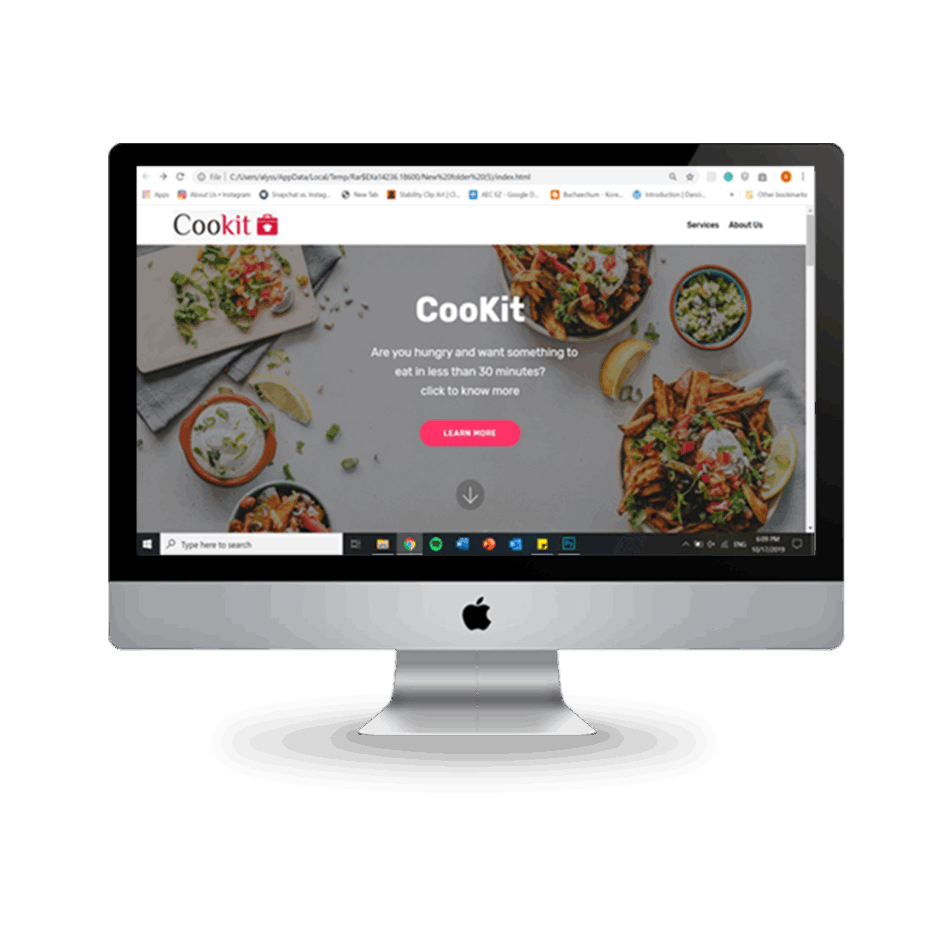 File | C:/Users/alyss/AppData/Local/Temp/Rar$EXa14236.18600/New%20folder%20(5)/index.html
Apps About Us • Instagram Snapchat vs. Instag... New Tab Stability Clip Art | Cl... AEC 6Z - Google D... Buchaechum - Kore... Introduction | Danci... » Other bookmarks
Cookit
Services About Us
CooKit
Are you hungry and want something to
eat in less than 30 minutes?
click to know more
LEARN MORE
Type here to search
ENG
6:09 PM
10/17/2019